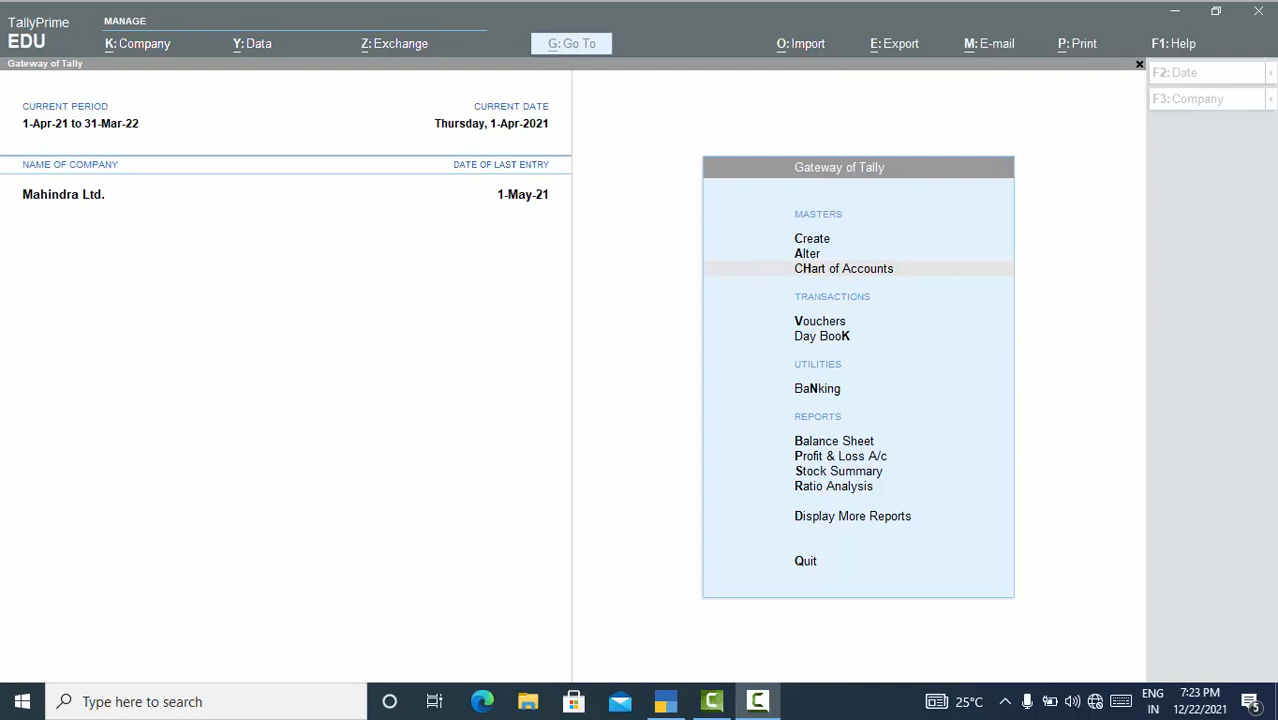 TallyPrime
EDU
MANAGE
K: Company
Y: Data
Z: Exchange
G: Go To
O: Import
E: Export
M: E-mail
P: Print
F1: Help
Gateway of Tally
F2: Date
F3: Company
CURRENT PERIOD
CURRENT DATE
1-Apr-21 to 31-Mar-22
Thursday, 1-Apr-2021
NAME OF COMPANY
DATE OF LAST ENTRY
Mahindra Ltd.
1-May-21
Gateway of Tally
MASTERS
Create
Alter
CHart of Accounts
TRANSACTIONS
Vouchers
Day BooK
UTILITIES
BaNking
REPORTS
Balance Sheet
Profit & Loss A/c
Stock Summary
Ratio Analysis
Display More Reports
Quit
Type here to search
25°C
ENG
IN
7:23 PM
12/22/2021
5